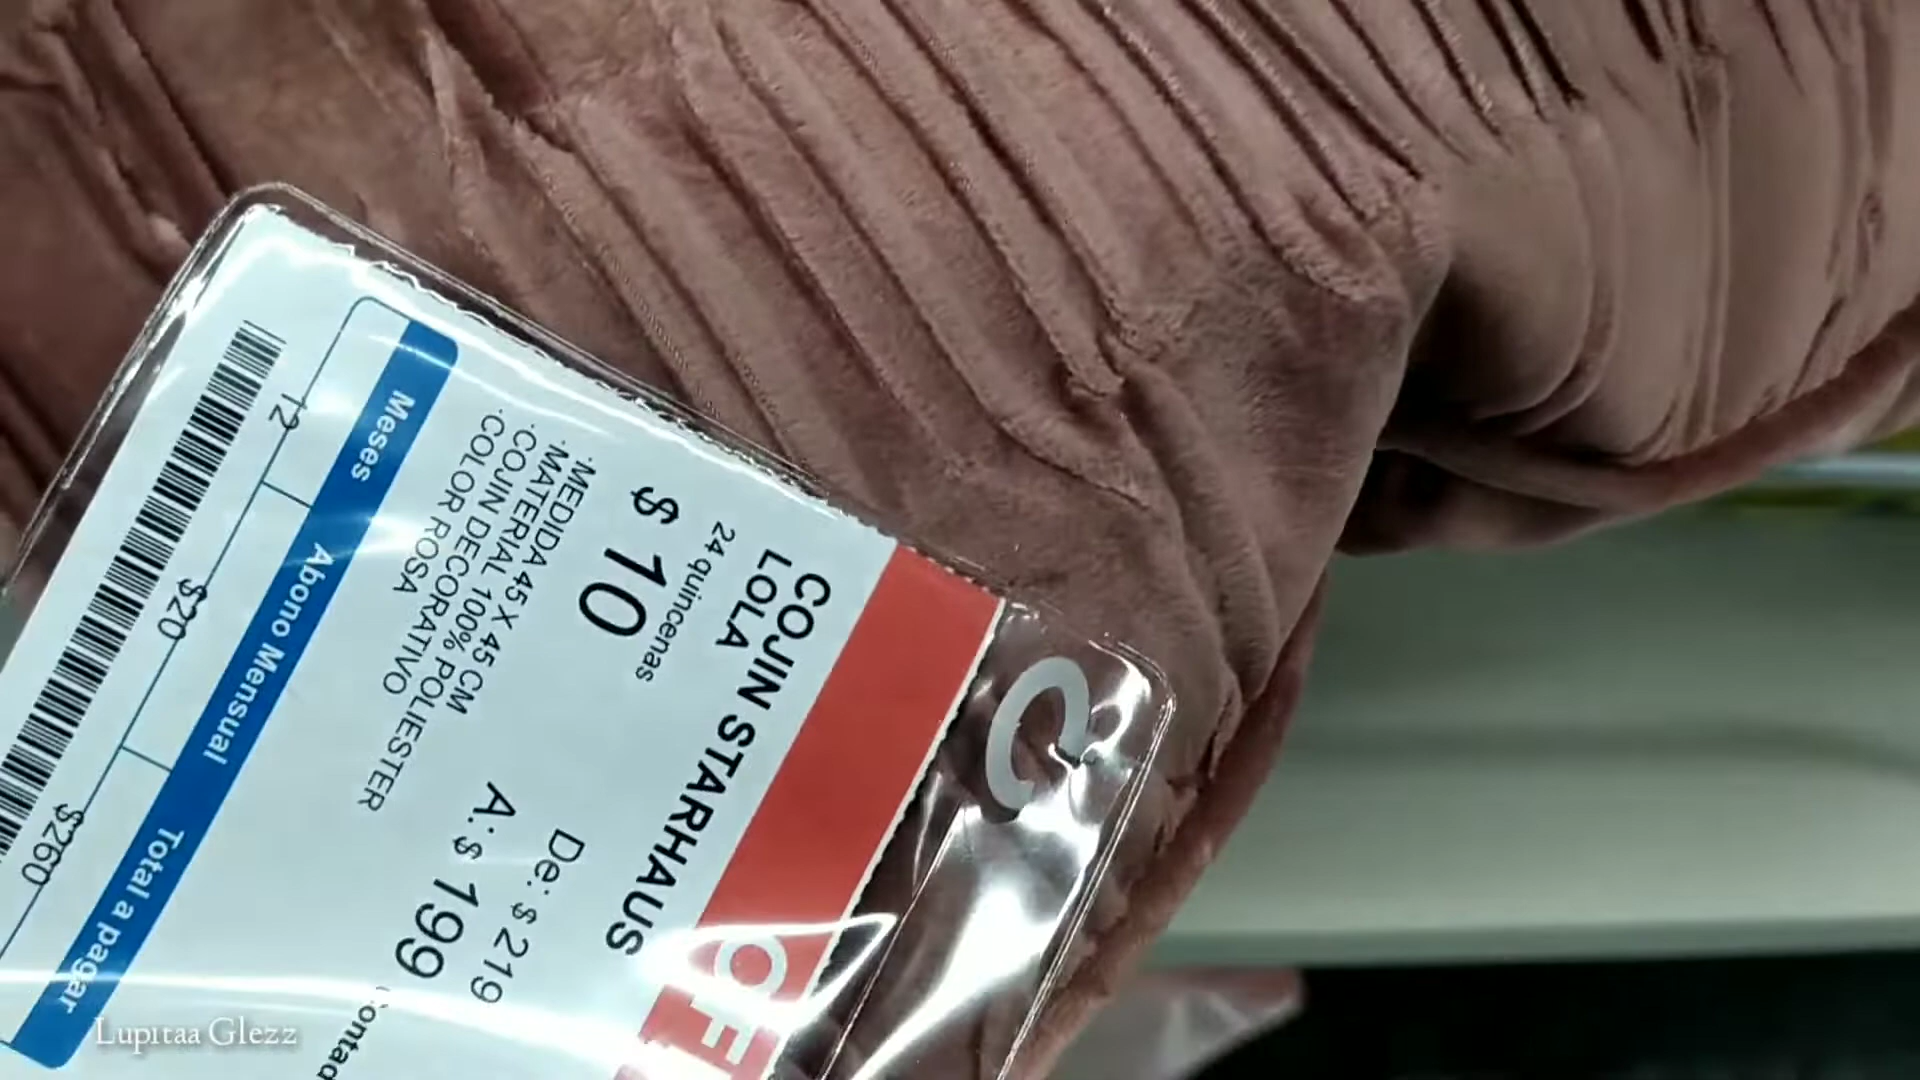 OF
COJIN STARHAUS
LOLA
24 quincenas
$ 10
De: $ 219
A: $ 199
·MEDIDA 45 X 45 CM
·MATERIAL 100% POLIESTER
·COJIN DECORATIVO
·COLOR ROSA
Meses Abono Mensual Total a pagar
12 $20 $260
Lupitaa Glezz